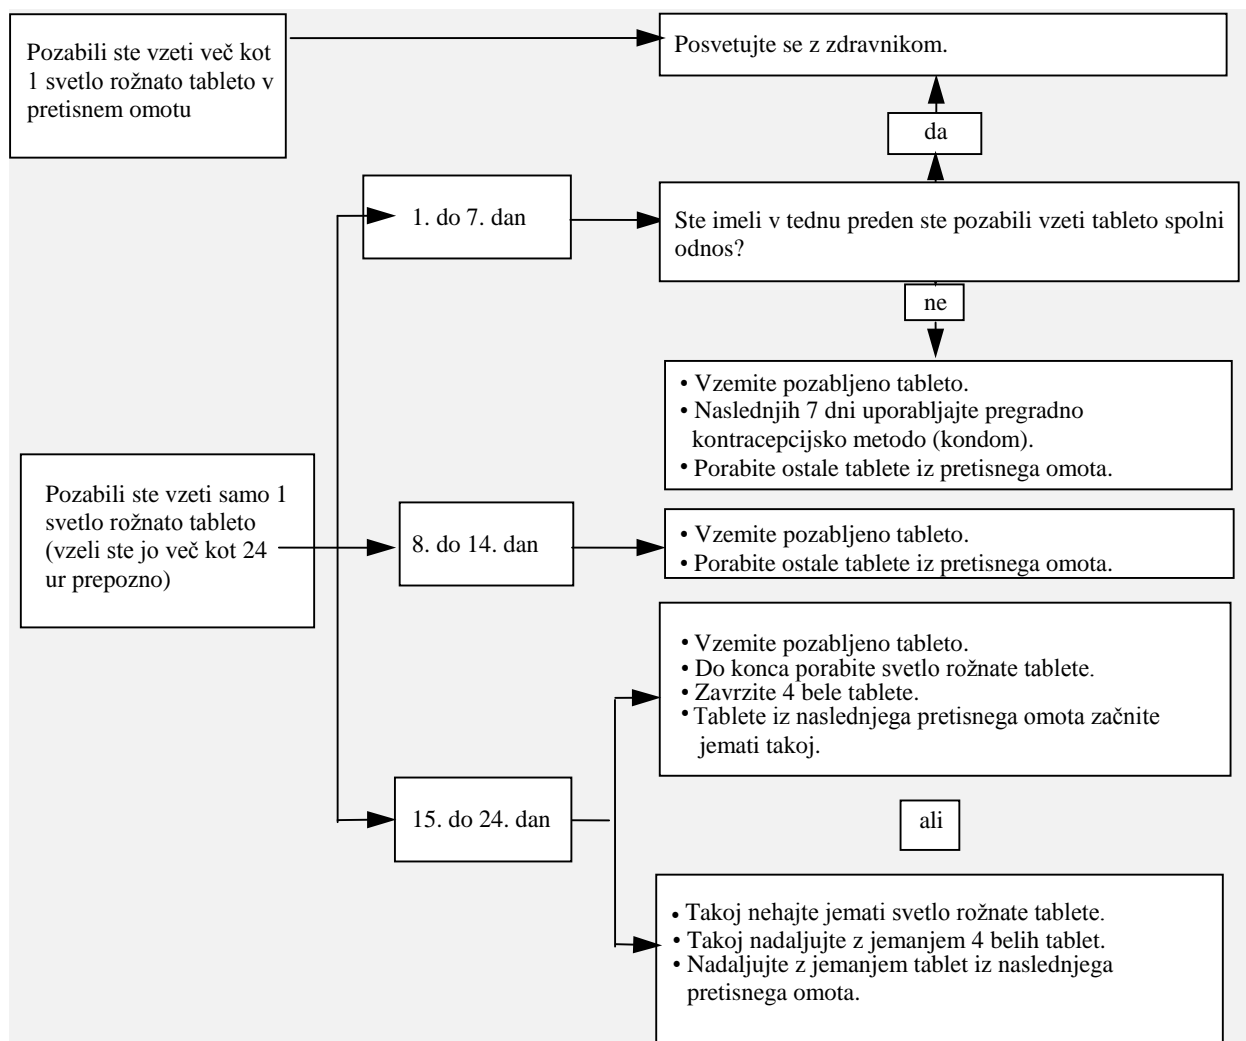 Pozabili ste vzeti več kot
1 svetlo rožnato tableto v
pretisnem omotu
Posvetujte se z zdravnikom.
da
1. do 7. dan
Ste imeli v tednu preden ste pozabili vzeti tableto spolni
odnos?
ne
• Vzemite pozabljeno tableto.
• Naslednjih 7 dni uporabljajte pregradno
kontracepcijsko metodo (kondom).
• Porabite ostale tablete iz pretisnega omota.
Pozabili ste vzeti samo 1
svetlo rožnato tableto
(vzeli ste jo več kot 24
ur prepozno)
8. do 14. dan
• Vzemite pozabljeno tableto.
• Porabite ostale tablete iz pretisnega omota.
• Vzemite pozabljeno tableto.
• Do konca porabite svetlo rožnate tablete.
• Zavrzite 4 bele tablete.
• Tablete iz naslednjega pretisnega omota začnite
jemati takoj.
15. do 24. dan
ali
• Takoj nehajte jemati svetlo rožnate tablete.
• Takoj nadaljujte z jemanjem 4 belih tablet.
• Nadaljujte z jemanjem tablet iz naslednjega
pretisnega omota.